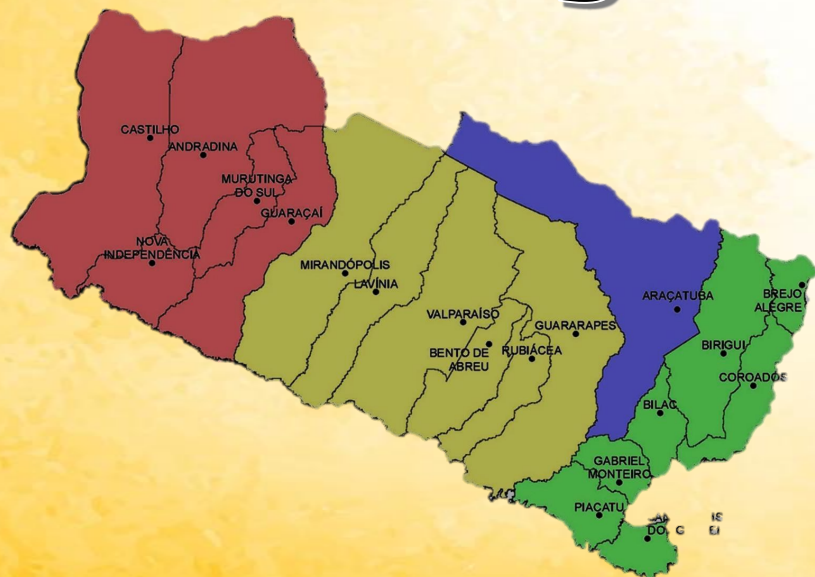 CASTILHO
ANDRADINA
MURUTINGA
DO SUL
GUARAÇAÍ
NOVA
INDEPENDÊNCIA
MIRANDÓPOLIS
LAVÍNIA
VALPARAÍSO
BENTO DE
ABREU
RUBIÁCEA
GUARARAPES
ARAÇATUBA
BREJO
ALEGRE
BIRIGUI
COROADOS
BILAC
GABRIEL
MONTEIRO
PIACATU
DO